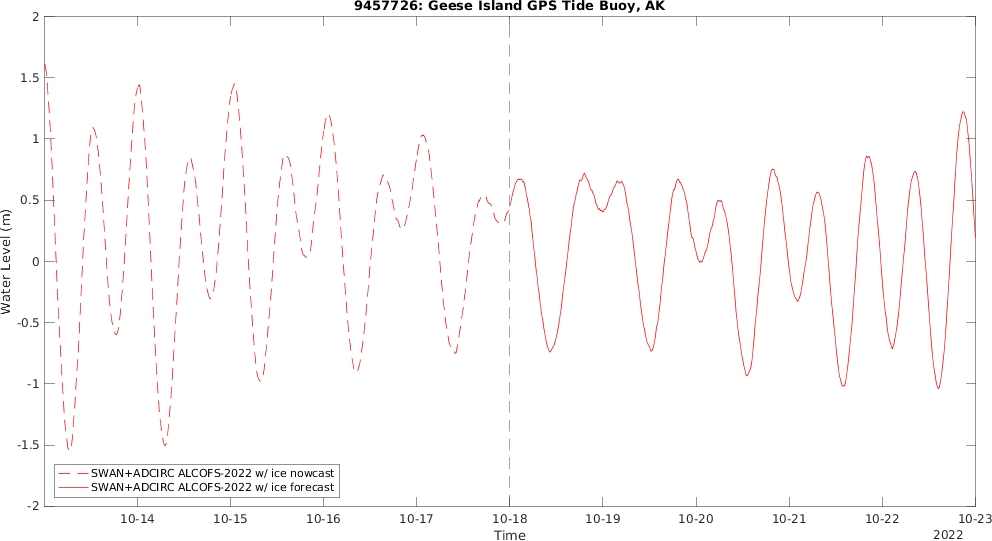 9457726: Geese Island GPS Tide Buoy, AK
2
1.5
1
0.5
0
-0.5
-1
-1.5
-2
Water Level (m)
SWAN+ADCIRC ALCOFS-2022 w/ ice nowcast
SWAN+ADCIRC ALCOFS-2022 w/ ice forecast
10-14 10-15 10-16 10-17 10-18 10-19 10-20 10-21 10-22 10-23
Time
2022